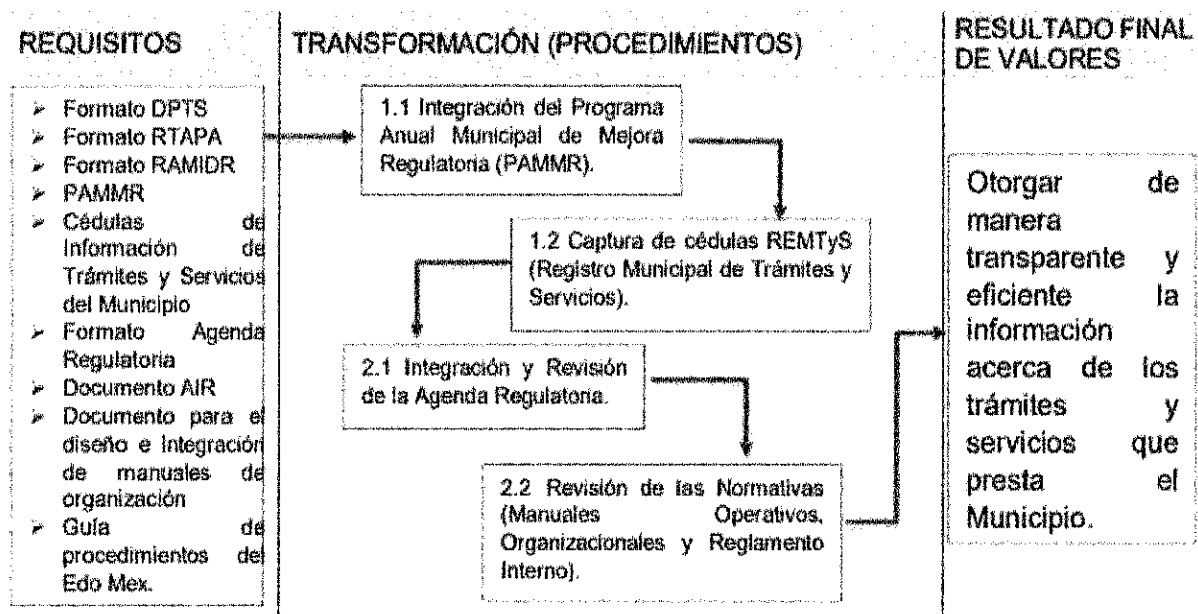 REQUISITOS
➢ Formato DPTS
➢ Formato RTAPA
➢ Formato RAMIDR
➢ PAMMR
➢ Cédulas de
Información de
Trámites y Servicios
del Municipio
➢ Formato Agenda
Regulatoria
➢ Documento AIR
➢ Documento para el
diseño e Integración
de manuales de
organización
➢ Guía de
procedimientos del
Edo Mex.
TRANSFORMACIÓN (PROCEDIMIENTOS)
1.1 Integración del Programa
Anual Municipal de Mejora
Regulatoria (PAMMR).
1.2 Captura de cédulas REMTyS
(Registro Municipal de Trámites y
Servicios).
2.1 Integración y Revisión
de la Agenda Regulatoria.
2.2 Revisión de las Normativas
(Manuales Operativos,
Organizacionales y Reglamento
Interno).
RESULTADO FINAL
DE VALORES
Otorgar de
manera
transparente y
eficiente la
información
acerca de los
trámites y
servicios que
presta el
Municipio.